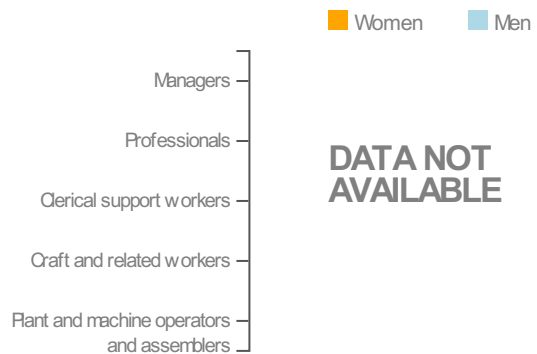 Women Men
Managers
Professionals
DATA NOT
AVAILABLE
Clerical support workers
Craft and related workers
Plant and machine operators
and assemblers